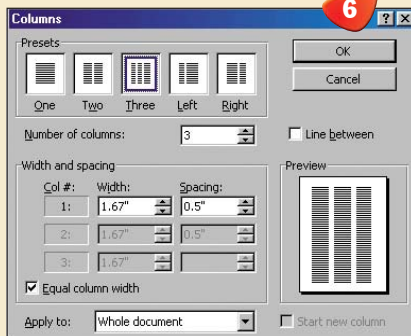 6
Columns
Presets
One Two Three Left Right
OK
Cancel
Number of columns: 3
Line between
Width and spacing
Col #: Width: Spacing:
1: 1.67" 0.5"
2: 1.67" 0.5"
3: 1.67"
Equal column width
Preview
Apply to: Whole document
Start new column